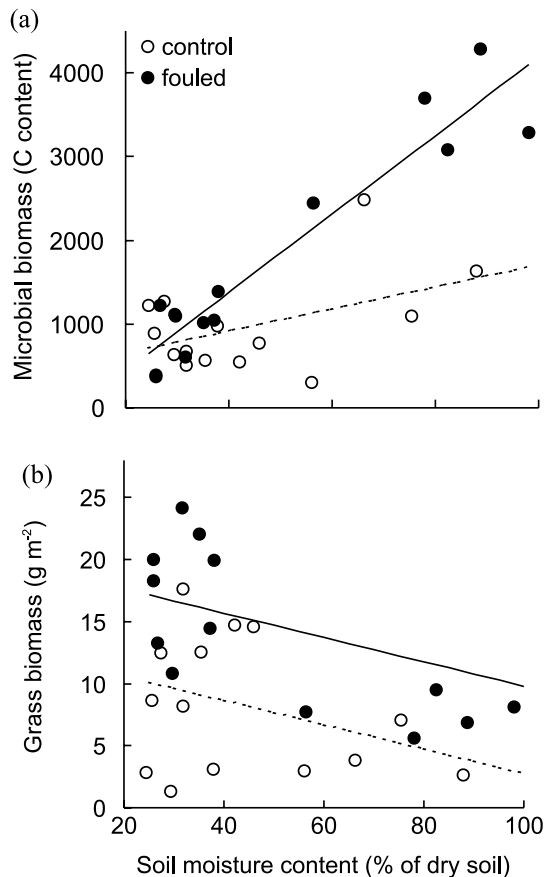 (a)
control
fouled
4000
3000
2000
1000
0
Microbial biomass (C content)
(b)
25
20
15
10
5
0
Grass biomass (g m⁻²)
20 40 60 80 100
Soil moisture content (% of dry soil)